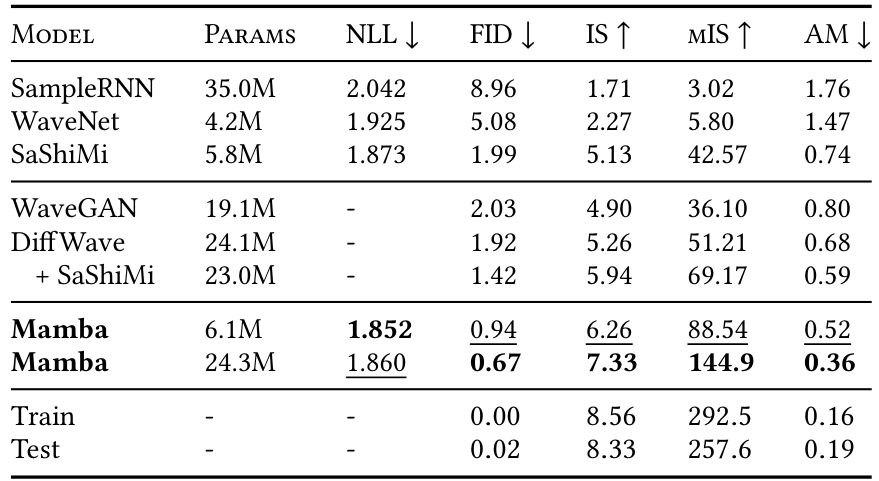 MODEL PARAMS NLL ↓ FID ↓ IS ↑ MIS ↑ AM ↓
SampleRNN 35.0M 2.042 8.96 1.71 3.02 1.76
WaveNet 4.2M 1.925 5.08 2.27 5.80 1.47
SaShiMi 5.8M 1.873 1.99 5.13 42.57 0.74
WaveGAN 19.1M - 2.03 4.90 36.10 0.80
DiffWave 24.1M - 1.92 5.26 51.21 0.68
+ SaShiMi 23.0M - 1.42 5.94 69.17 0.59
Mamba 6.1M 1.852 0.94 6.26 88.54 0.52
Mamba 24.3M 1.860 0.67 7.33 144.9 0.36
Train - - 0.00 8.56 292.5 0.16
Test - - 0.02 8.33 257.6 0.19